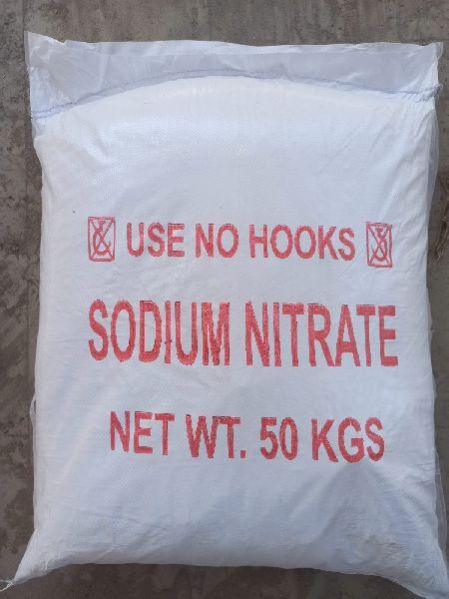 USE NO HOOKS
SODIUM NITRATE
NET WT. 50 KGS